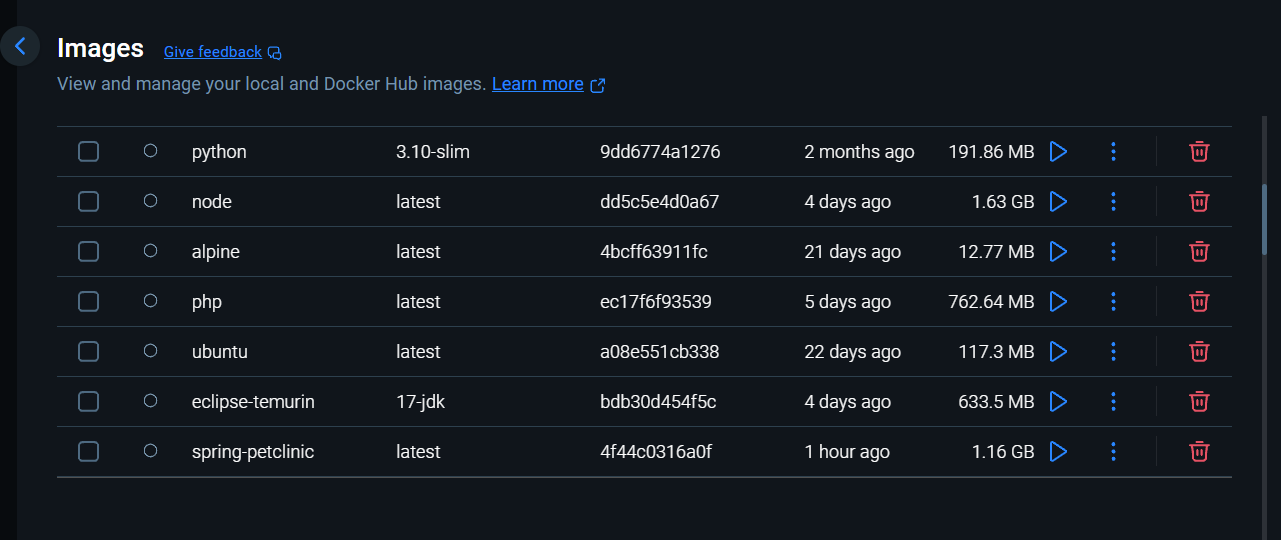 Images Give feedback
View and manage your local and Docker Hub images. Learn more
python 3.10-slim 9dd6774a1276 2 months ago 191.86 MB
node latest dd5c5e4d0a67 4 days ago 1.63 GB
alpine latest 4bcff63911fc 21 days ago 12.77 MB
php latest ec17f6f93539 5 days ago 762.64 MB
ubuntu latest a08e551cb338 22 days ago 117.3 MB
eclipse-temurin 17-jdk bdb30d454f5c 4 days ago 633.5 MB
spring-petclinic latest 4f44c0316a0f 1 hour ago 1.16 GB